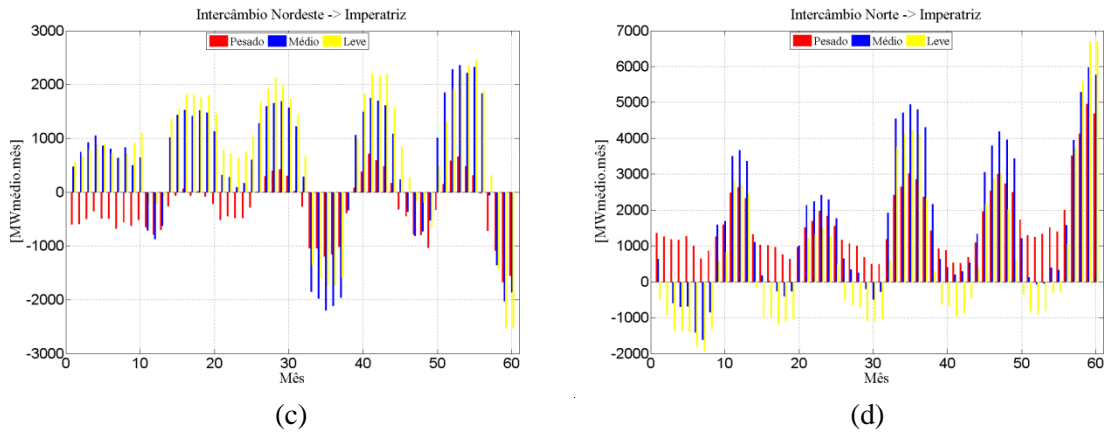 Intercâmbio Nordeste -> Imperatriz
Pesado Médio Leve
[MWmédio.mês]
3000
2000
1000
0
-1000
-2000
-3000
0 10 20 30 40 50 60
Mês
(c)
Intercâmbio Norte -> Imperatriz
Pesado Médio Leve
[MWmédio.mês]
7000
6000
5000
4000
3000
2000
1000
0
-1000
-2000
0 10 20 30 40 50 60
Mês
(d)